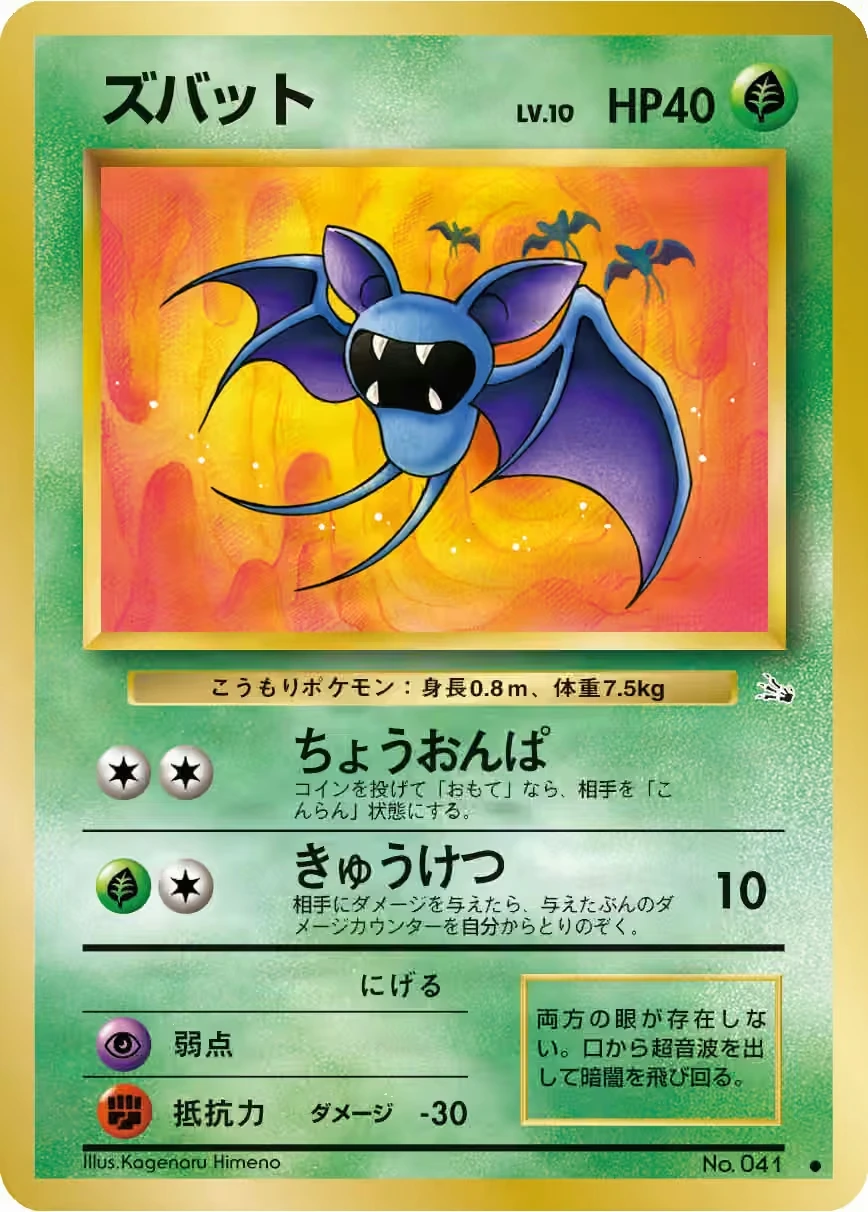 ズバット LV.10 HP40
こうもりポケモン：身長0.8m、体重7.5kg
ちょうおんぱ
コインを投げて「おもて」なら、相手を「こ
んらん」状態にする。
きゅうけつ 10
相手にダメージを与えたら、与えたぶんのダ
メージカウンターを自分からとりのぞく。
にげる
弱点
抵抗力 ダメージ -30
両方の眼が存在しな
い。口から超音波を出
して暗闇を飛び回る。
Illus.Kagenaru Himeno
No. 041